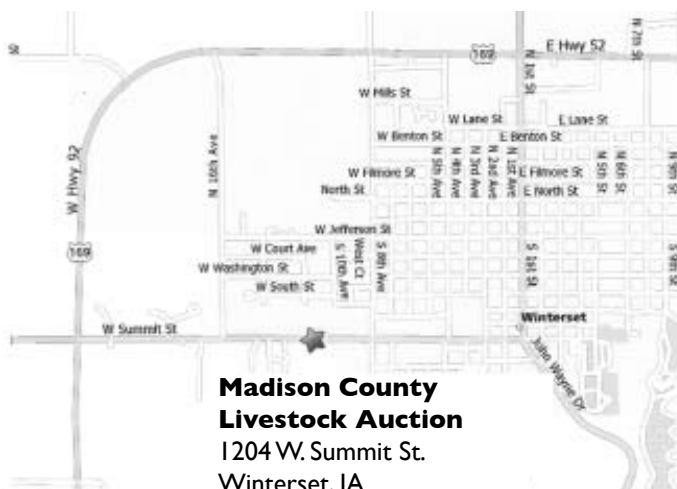 St
169
E Hwy 52
N 7th St
N 1st St
W Mills St
W Lane St
E Lane St
W Benton St
E Benton St
W Hwy 92
N 16th Ave
N 5th Ave
N 4th Ave
N 3rd Ave
N 2nd Ave
N 1st Ave
W Filmore St
E Filmore St
N 5th St
N 6th St
N 9th St
North St
E North St
W Jefferson St
169
W Court Ave
S 10th Ave
West Ct
S 8th Ave
S 1st St
S 9th St
W Washington St
W South St
Winterset
W Summit St
John Wayne Dr
Madison County
Livestock Auction
1204 W. Summit St.
Winterset, IA